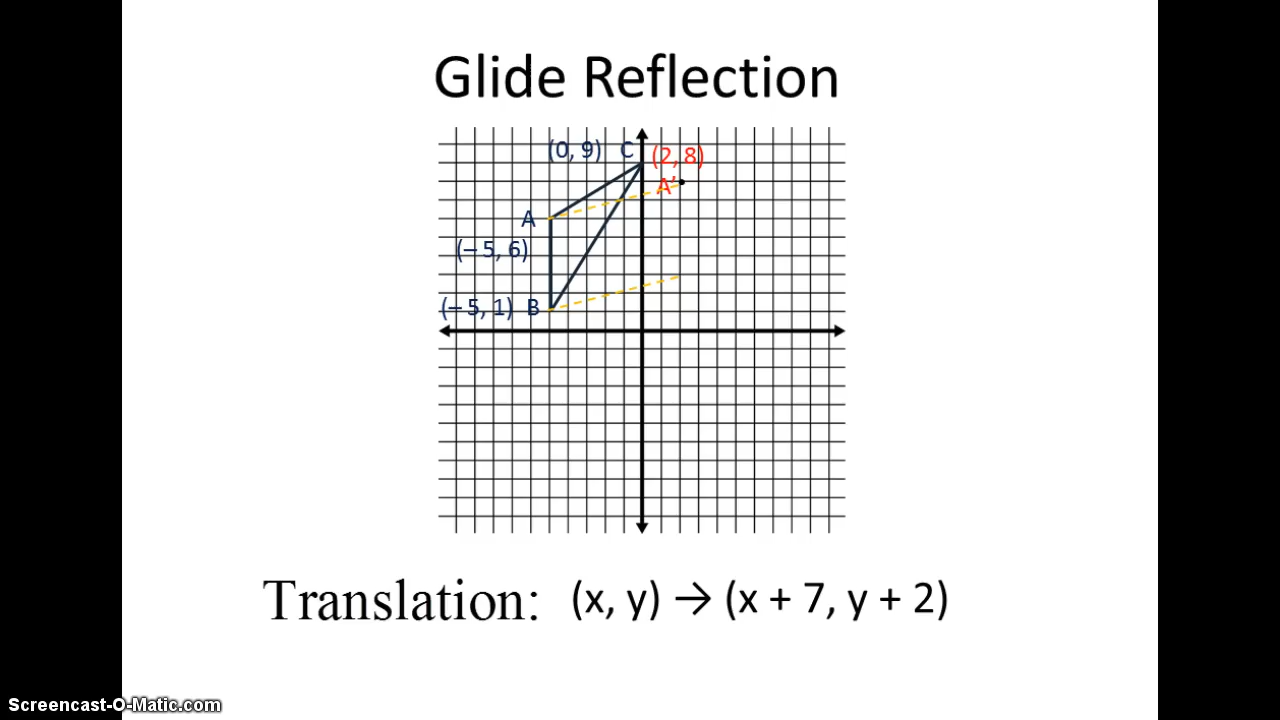 Glide Reflection
(0, 9) C (2, 8)
A'
A
(−5, 6)
(−5, 1) B
Translation: (x, y) → (x + 7, y + 2)
Screencast-O-Matic.com